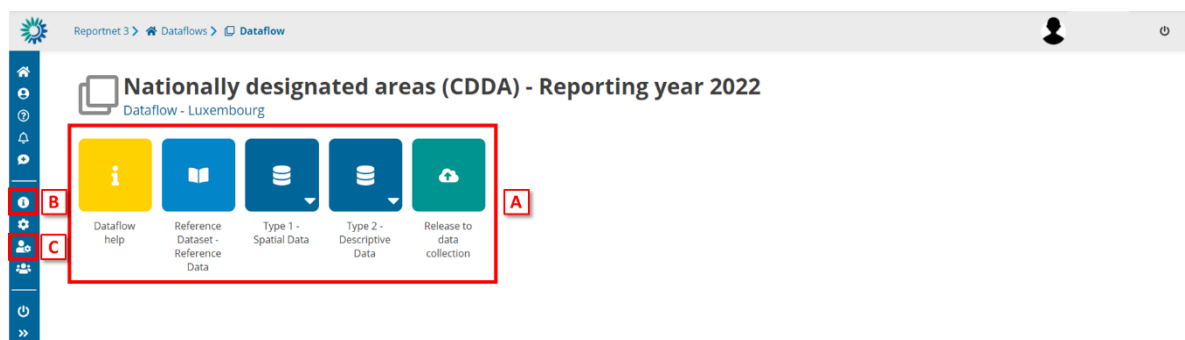 Reportnet 3 > Dataflows > Dataflow
Nationally designated areas (CDDA) - Reporting year 2022
Dataflow - Luxembourg
A
B
C
Dataflow
help
Reference
Dataset -
Reference
Data
Type 1 -
Spatial Data
Type 2 -
Descriptive
Data
Release to
data
collection